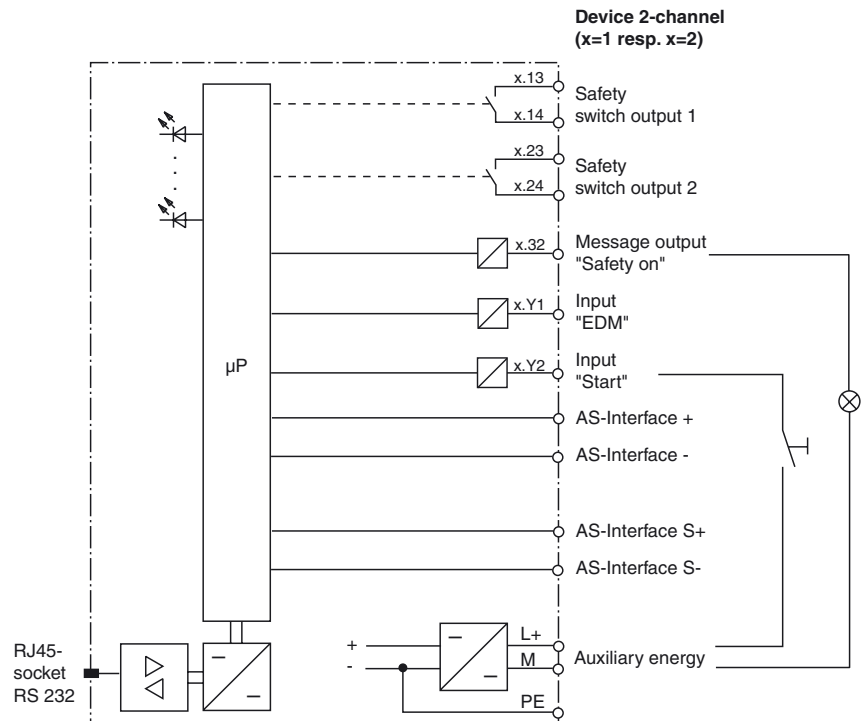 Device 2-channel
(x=1 resp. x=2)
x.13
Safety
switch output 1
x.14
x.23
Safety
switch output 2
x.24
x.32
Message output
"Safety on"
x.Y1
Input
"EDM"
x.Y2
Input
"Start"
µP
AS-Interface +
AS-Interface -
AS-Interface S+
AS-Interface S-
RJ45-
socket
RS 232
+
-
L+
M
Auxiliary energy
PE